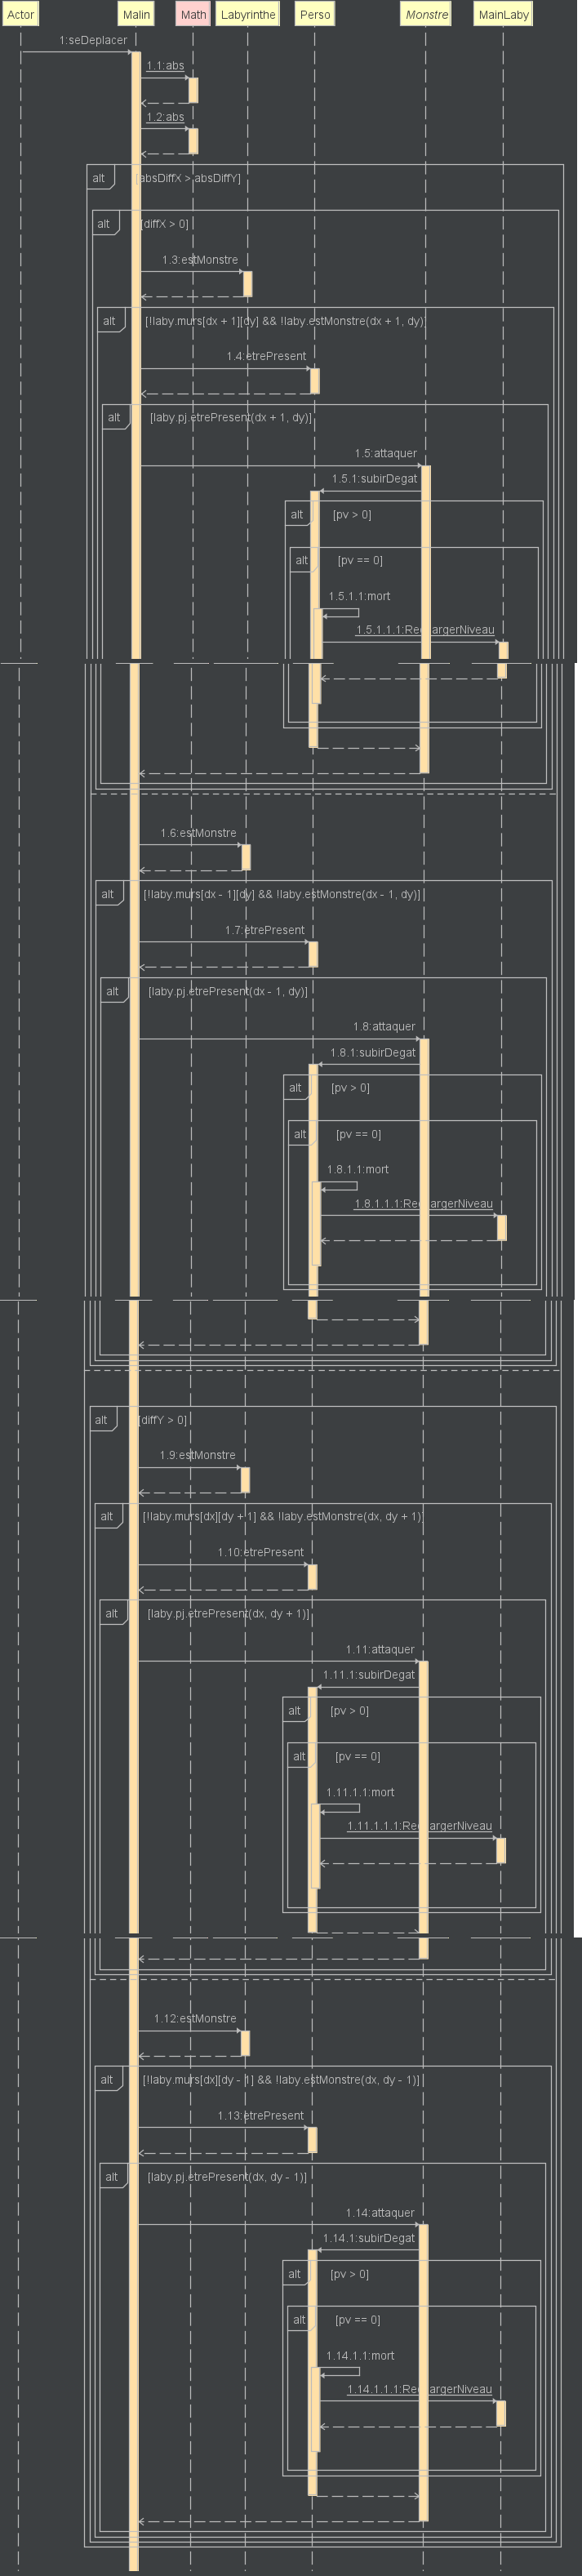 Actor Malin Math Labyrinthe Perso Monstre MainLaby
1:seDeplacer
1.1:abs
1.2:abs
alt [absDiffX > absDiffY]
alt [diffX > 0]
1.3:estMonstre
alt [!laby.murs[dx + 1][dy] && !laby.estMonstre(dx + 1, dy)]
1.4:etrePresent
alt [laby.pj.etrePresent(dx + 1, dy)]
1.5:attaquer
1.5.1:subirDegat
alt [pv > 0]
alt [pv == 0]
1.5.1.1:mort
1.5.1.1.1:RechargerNiveau
1.6:estMonstre
alt [!laby.murs[dx - 1][dy] && !laby.estMonstre(dx - 1, dy)]
1.7:etrePresent
alt [laby.pj.etrePresent(dx - 1, dy)]
1.8:attaquer
1.8.1:subirDegat
alt [pv > 0]
alt [pv == 0]
1.8.1.1:mort
1.8.1.1.1:RechargerNiveau
alt [diffY > 0]
1.9:estMonstre
alt [!laby.murs[dx][dy + 1] && !laby.estMonstre(dx, dy + 1)]
1.10:etrePresent
alt [laby.pj.etrePresent(dx, dy + 1)]
1.11:attaquer
1.11.1:subirDegat
alt [pv > 0]
alt [pv == 0]
1.11.1.1:mort
1.11.1.1.1:RechargerNiveau
1.12:estMonstre
alt [!laby.murs[dx][dy - 1] && !laby.estMonstre(dx, dy - 1)]
1.13:etrePresent
alt [laby.pj.etrePresent(dx, dy - 1)]
1.14:attaquer
1.14.1:subirDegat
alt [pv > 0]
alt [pv == 0]
1.14.1.1:mort
1.14.1.1.1:RechargerNiveau